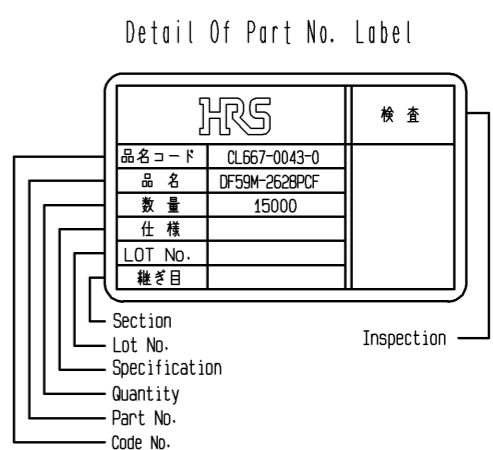 Detail Of Part No. Label
HRS
検査
品名コード CL667-0043-0
品名 DF59M-2628PCF
数量 15000
仕様
LOT No.
継ぎ目
Section
Lot No.
Specification
Quantity
Part No.
Code No.
Inspection